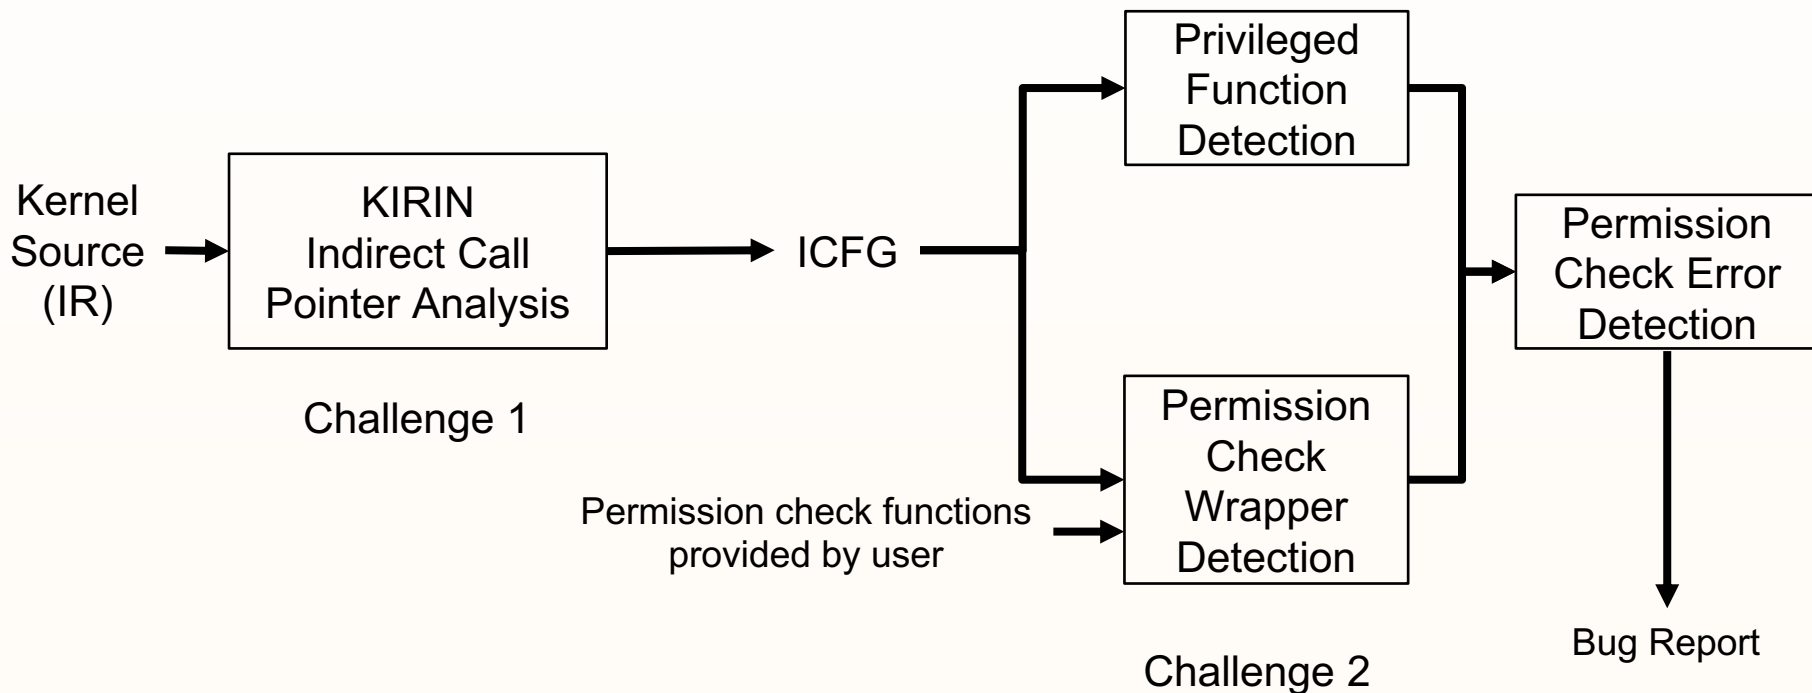 Kernel
Source
(IR)
KIRIN
Indirect Call
Pointer Analysis
Challenge 1
ICFG
Privileged
Function
Detection
Permission check functions
provided by user
Permission
Check
Wrapper
Detection
Challenge 2
Permission
Check Error
Detection
Bug Report